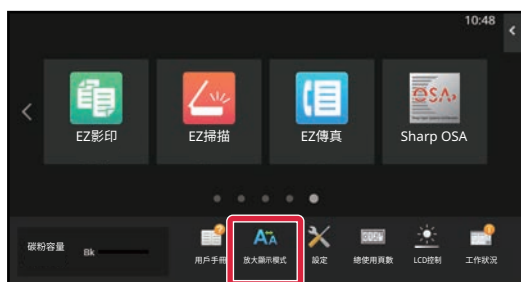 10:48
EZ影印
EZ掃描
EZ傳真
OSA
Sharp OSA
碳粉容量
Bk
用戶手冊
放大顯示模式
設定
總使用頁數
LCD控制
工作狀況